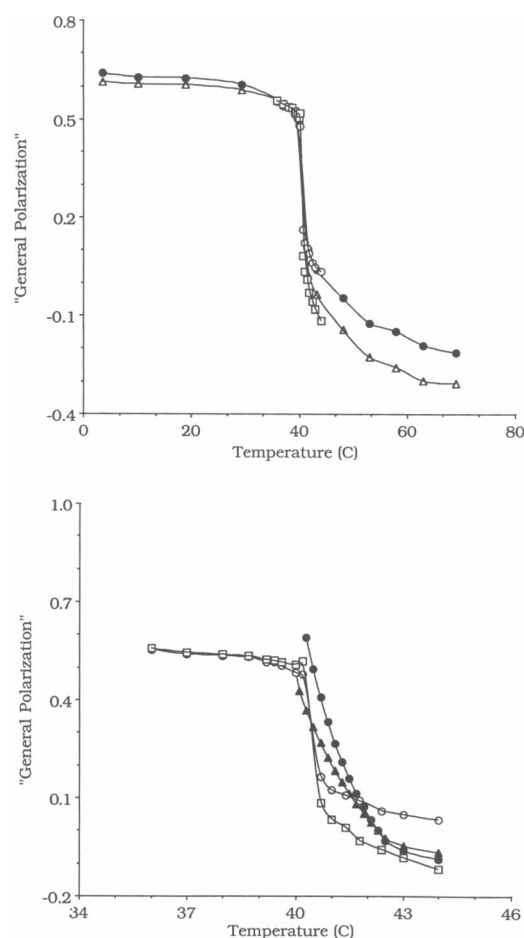 0.8
0.5
0.2
-0.1
-0.4
"General Polarization"
0 20 40 60 80
Temperature (C)
1.0
0.7
0.4
0.1
-0.2
"General Polarization"
34 37 40 43 46
Temperature (C)